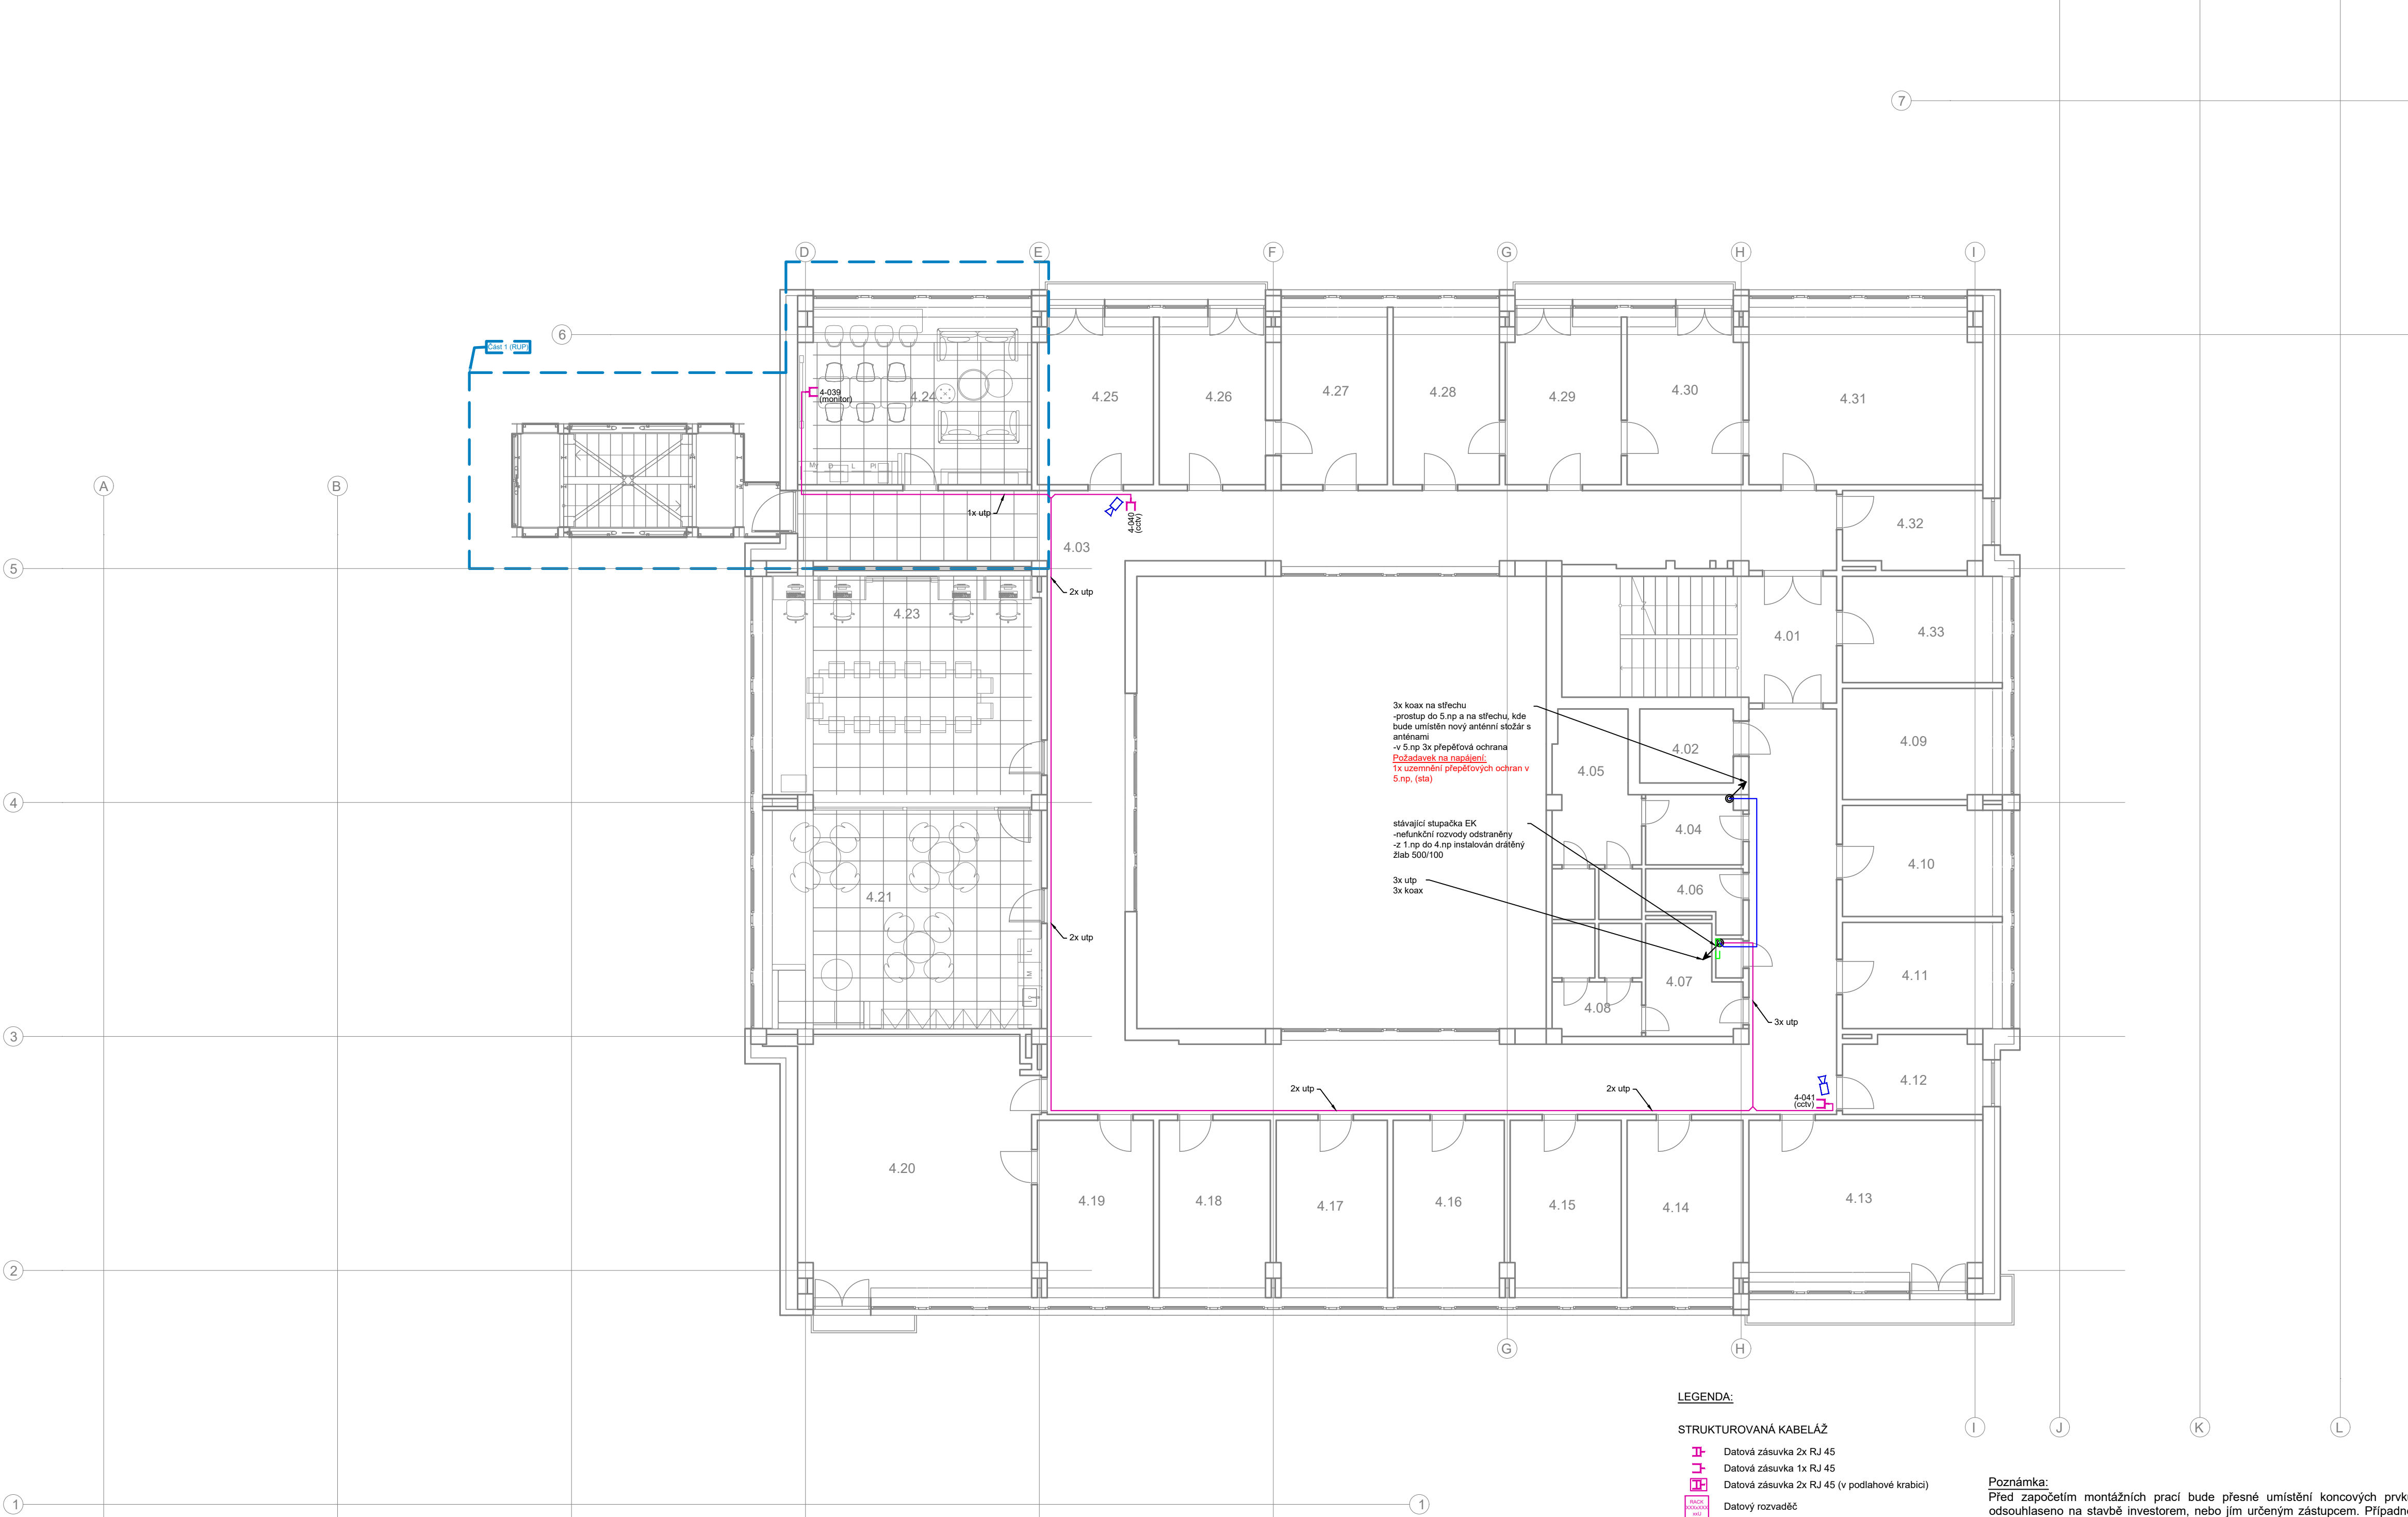 7
D
E
F
G
H
I
6
Část 1 (RUP)
A
B
4-039
(monitor)
4.24
4.25
4.26
4.27
4.28
4.29
4.30
4.31
My
D
L
Pl
1x utp
4-040
(cctv)
4.32
5
4.03
2x utp
4.23
4.01
4.33
3x koax na střechu
-prostup do 5.np a na střechu, kde
bude umístěn nový anténní stožár s
anténami
-v 5.np 3x přepěťová ochrana
Požadavek na napájení:
1x uzemnění přepěťových ochran v
5.np, (sta)
4.02
4.09
4.05
4
4.04
stávající stupačka EK
-nefunkční rozvody odstraněny
-z 1.np do 4.np instalován drátěný
žlab 500/100
4.10
3x utp
3x koax
4.06
4.21
2x utp
L
M
4.07
4.11
4.08
3x utp
3
2x utp
2x utp
4-041
(cctv)
4.12
4.20
4.19
4.18
4.17
4.16
4.15
4.14
4.13
2
G
H
I
J
K
L
LEGENDA:
STRUKTUROVANÁ KABELÁŽ
Datová zásuvka 2x RJ 45
Datová zásuvka 1x RJ 45
Datová zásuvka 2x RJ 45 (v podlahové krabici)
RACK
XXXxXXX
xxU
Datový rozvaděč
1
1
Poznámka:
Před započetím montážních prací bude přesné umístění koncových
odsouhlaseno na stavbě investorem, nebo jím určeným zástupcem.